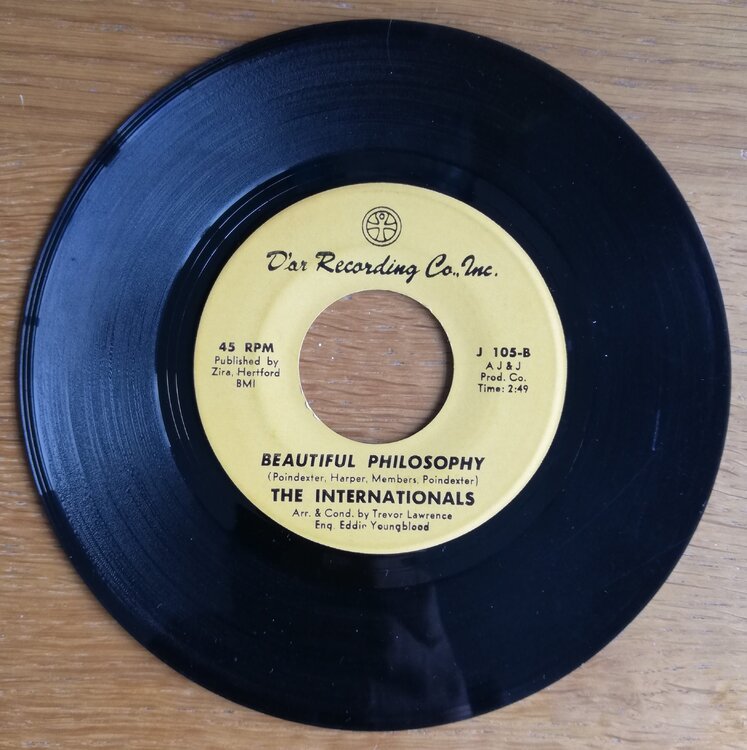 D'ar Recording Co., Inc.
45 RPM
Published by
Zira, Hertford
BMI
J 105-B
A J & J
Prod. Co.
Time: 2:49
BEAUTIFUL PHILOSOPHY
(Poindexter, Harper, Members, Poindexter)
THE INTERNATIONALS
Arr. & Cond. by Trevor Lawrence
Eng. Eddie Youngblood